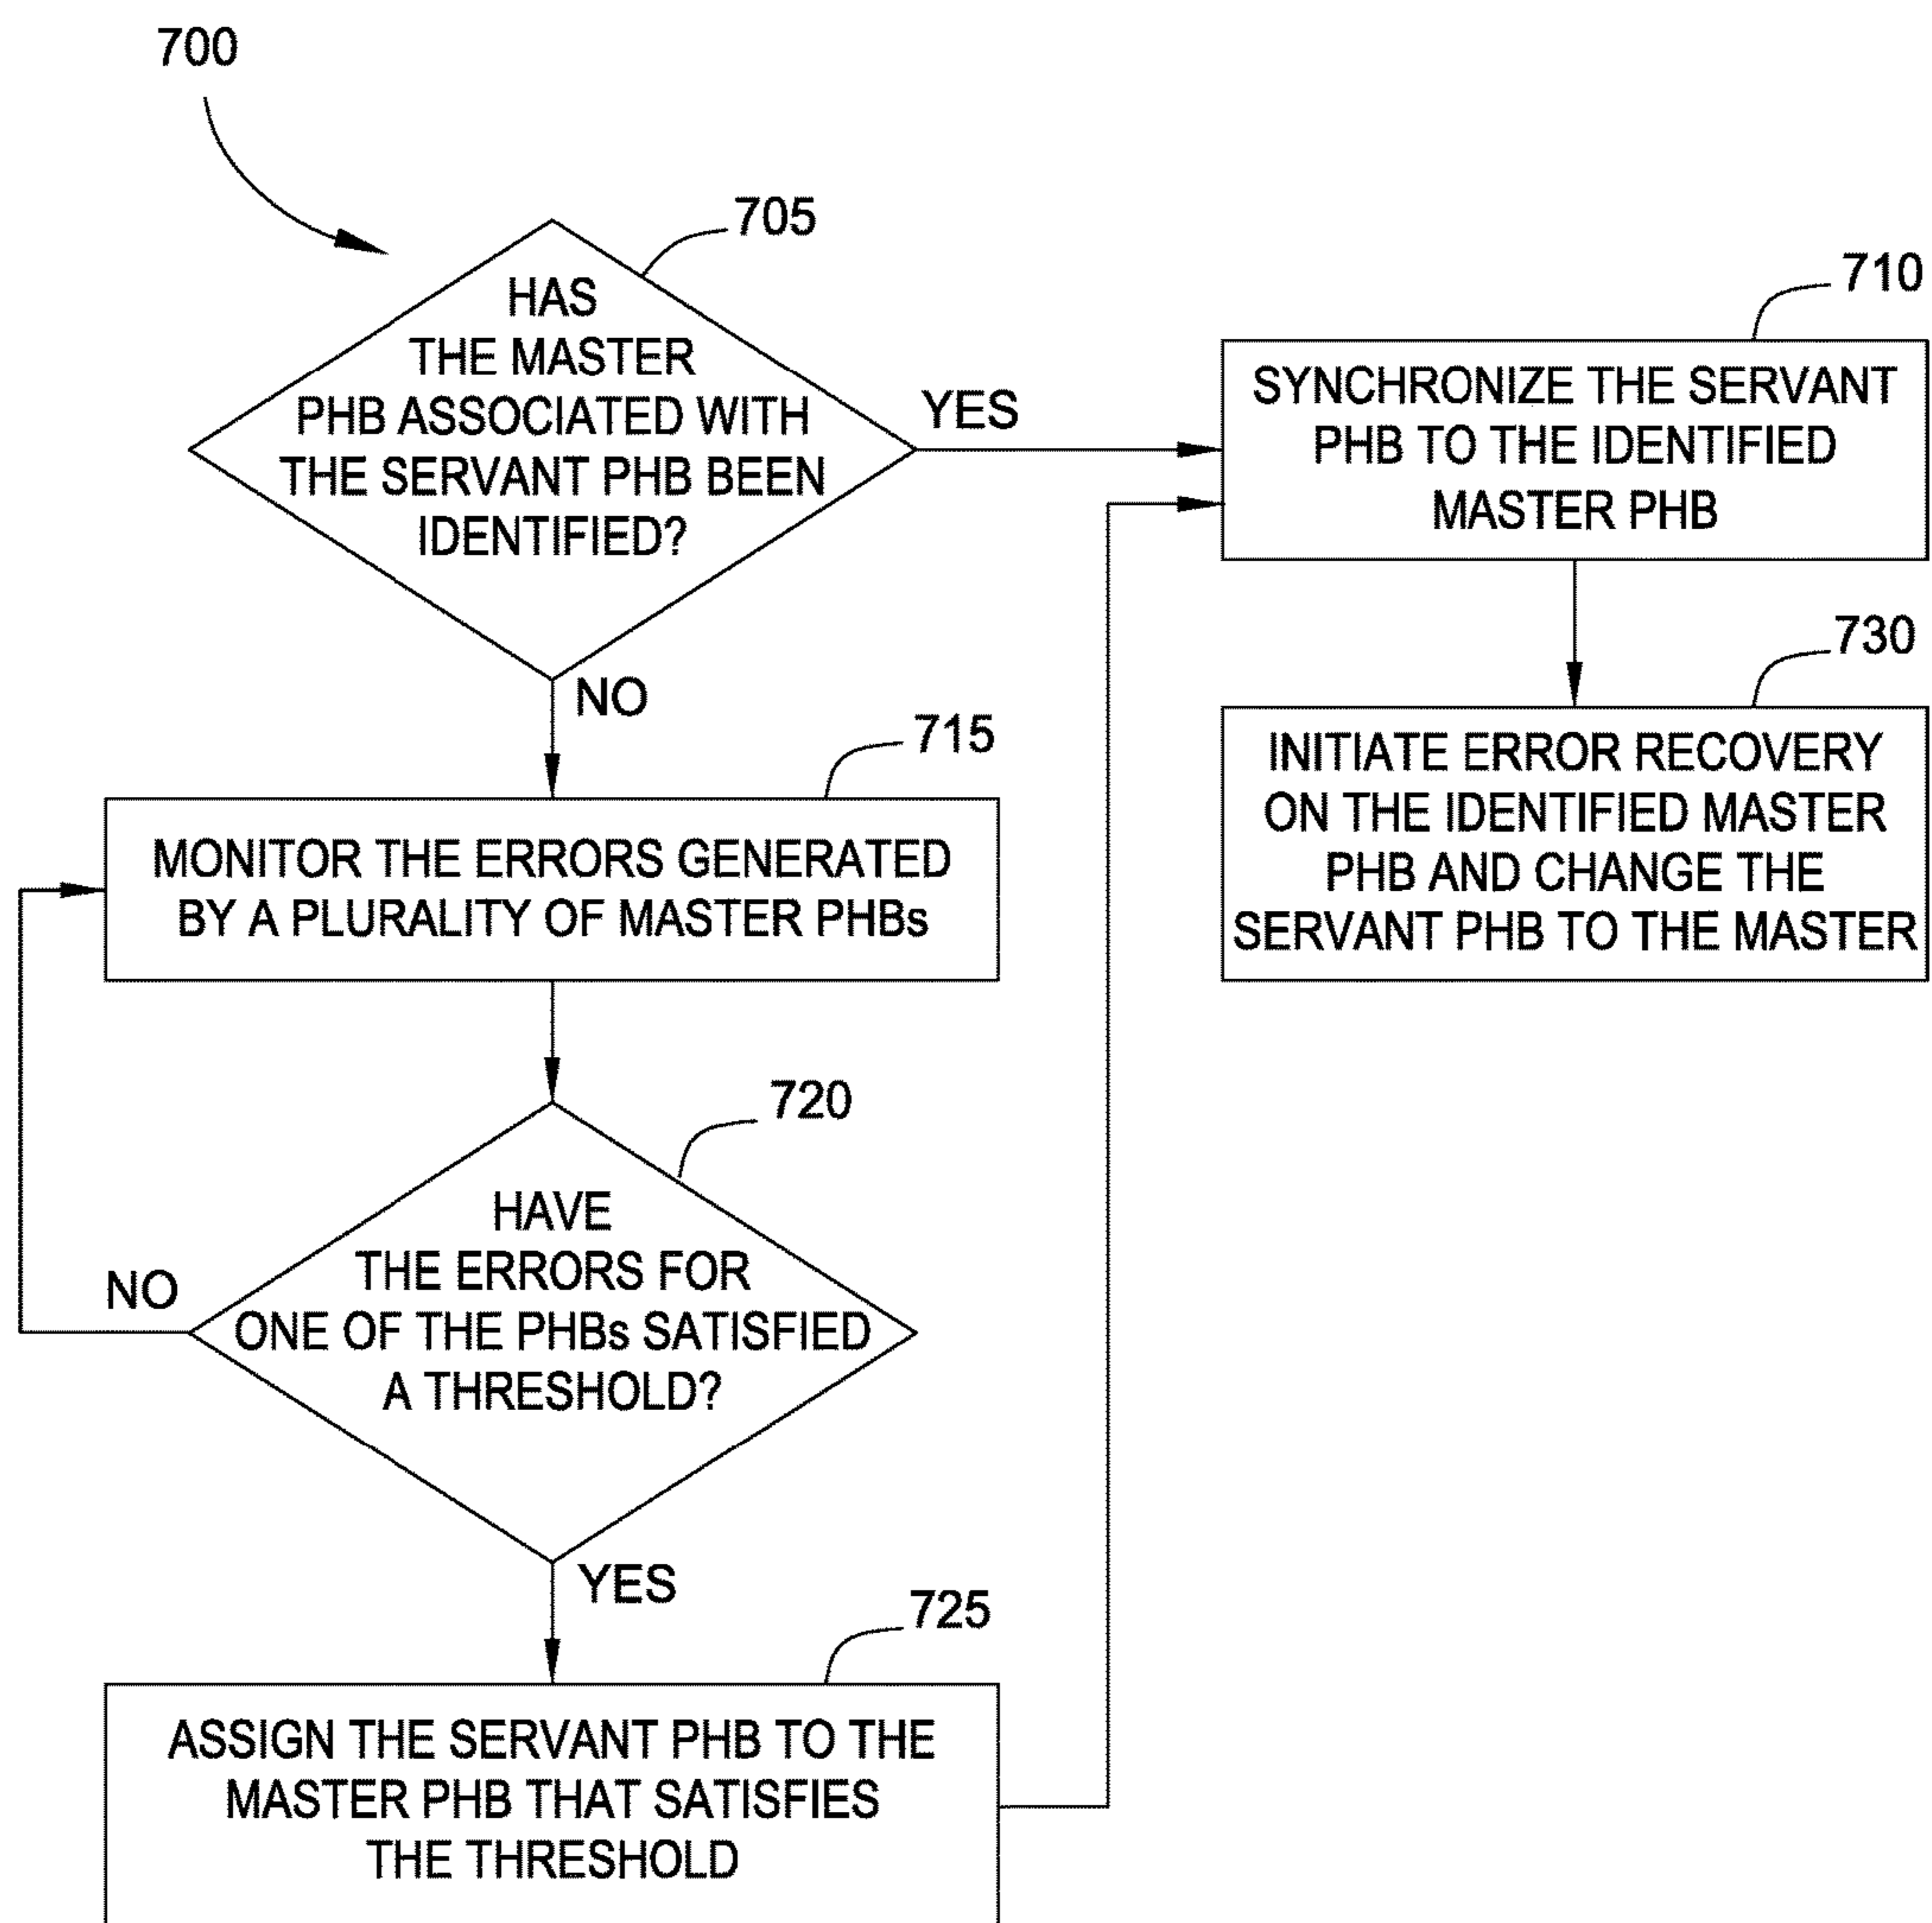 700
705
HAS
THE MASTER
PHB ASSOCIATED WITH
THE SERVANT PHB BEEN
IDENTIFIED?
YES
NO
710
SYNCHRONIZE THE SERVANT
PHB TO THE IDENTIFIED
MASTER PHB
730
INITIATE ERROR RECOVERY
ON THE IDENTIFIED MASTER
PHB AND CHANGE THE
SERVANT PHB TO THE MASTER
715
MONITOR THE ERRORS GENERATED
BY A PLURALITY OF MASTER PHBs
720
HAVE
THE ERRORS FOR
ONE OF THE PHBs SATISFIED
A THRESHOLD?
NO
YES
725
ASSIGN THE SERVANT PHB TO THE
MASTER PHB THAT SATISFIES
THE THRESHOLD